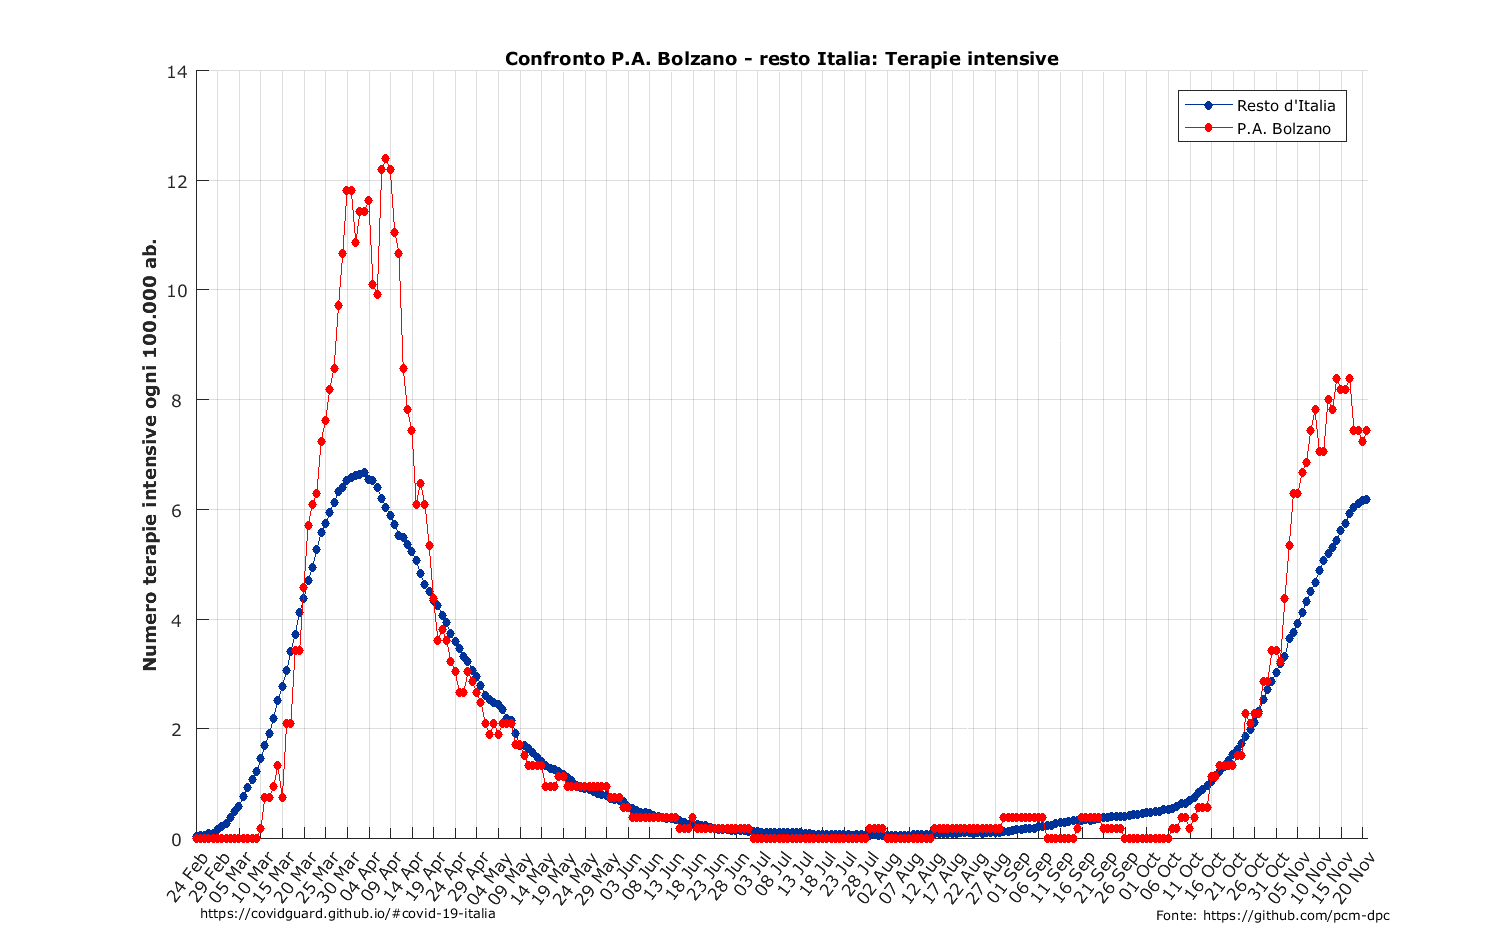 Confronto P.A. Bolzano - resto Italia: Terapie intensive
Resto d'Italia
P.A. Bolzano
Numero terapie intensive ogni 100.000 ab.
14
12
10
8
6
4
2
0
24 Feb
29 Feb
05 Mar
10 Mar
15 Mar
20 Mar
25 Mar
30 Mar
04 Apr
09 Apr
14 Apr
19 Apr
24 Apr
29 Apr
04 May
09 May
14 May
19 May
24 May
29 May
03 Jun
08 Jun
13 Jun
18 Jun
23 Jun
28 Jun
03 Jul
08 Jul
13 Jul
18 Jul
23 Jul
28 Jul
02 Aug
07 Aug
12 Aug
17 Aug
22 Aug
27 Aug
01 Sep
06 Sep
11 Sep
16 Sep
21 Sep
26 Sep
01 Oct
06 Oct
11 Oct
16 Oct
21 Oct
26 Oct
31 Oct
05 Nov
10 Nov
15 Nov
20 Nov
https://covidguard.github.io/#covid-19-italia
Fonte: https://github.com/pcm-dpc